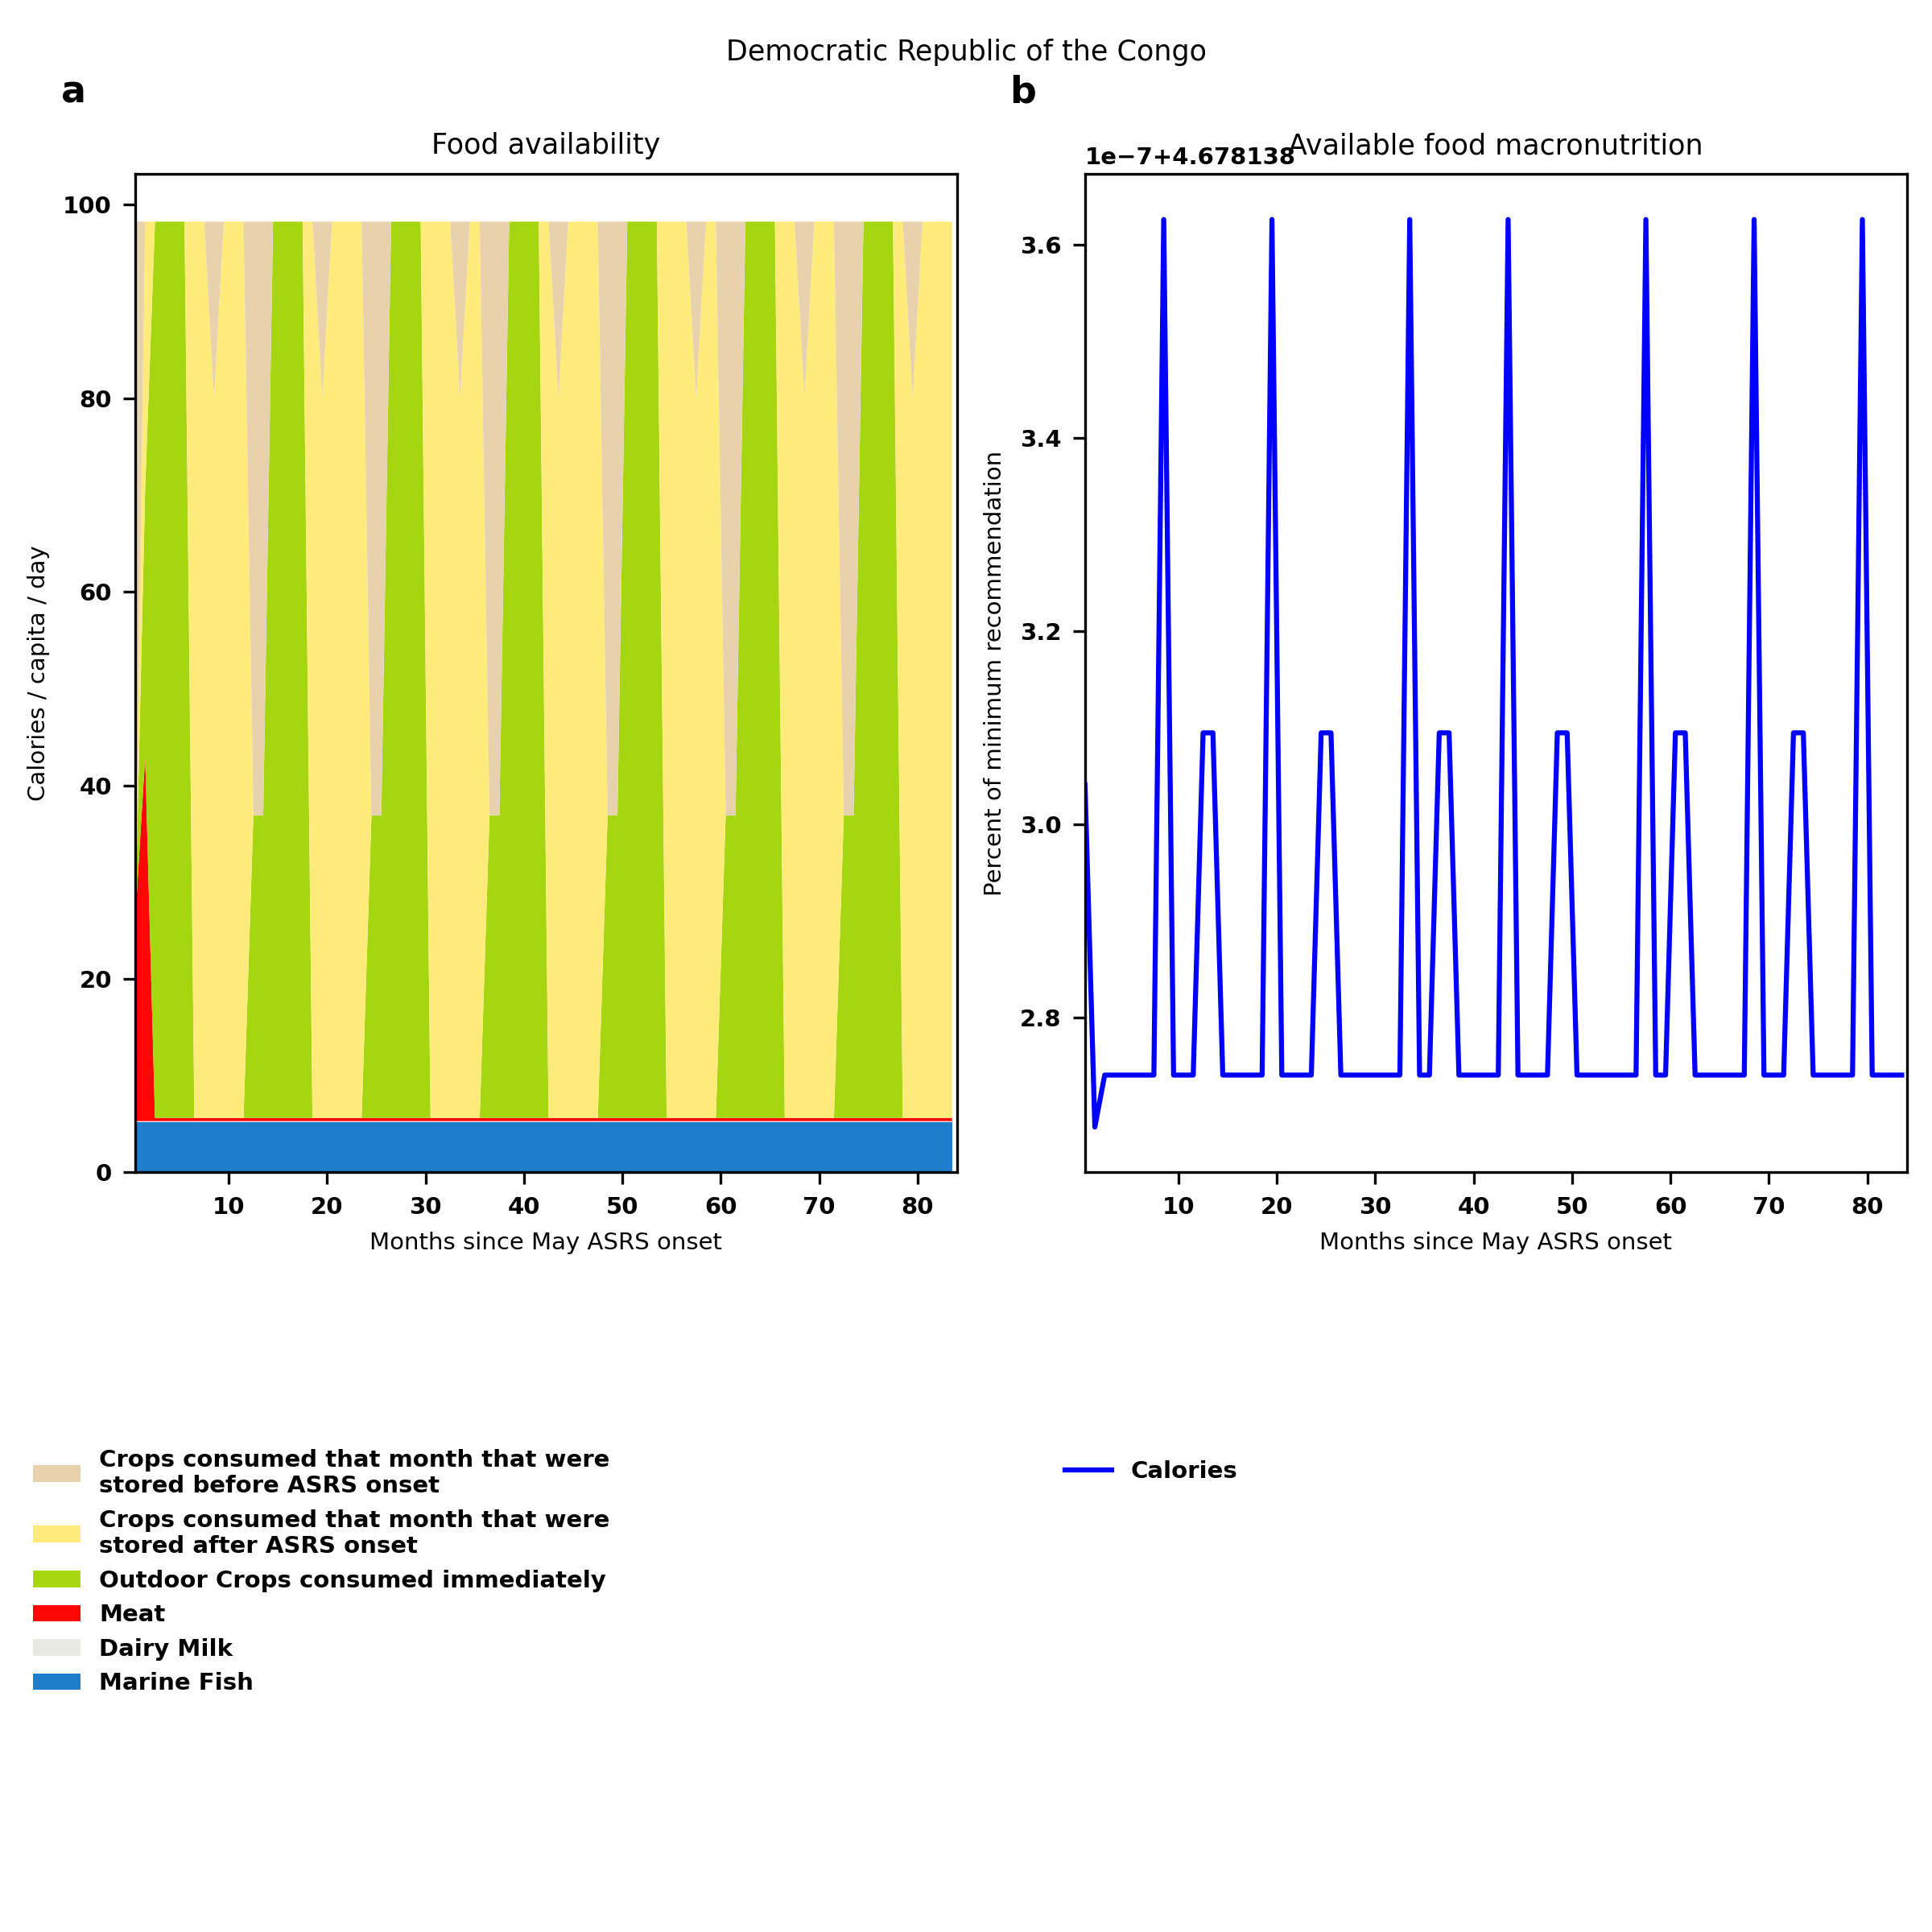 Democratic Republic of the Congo
a
Food availability
Calories / capita / day
100
80
60
40
20
0
10 20 30 40 50 60 70 80
Months since May ASRS onset
b
Available food macronutrition
1e−7+4.678138
Percent of minimum recommendation
3.6
3.4
3.2
3.0
2.8
10 20 30 40 50 60 70 80
Months since May ASRS onset
Crops consumed that month that were
stored before ASRS onset
Crops consumed that month that were
stored after ASRS onset
Outdoor Crops consumed immediately
Meat
Dairy Milk
Marine Fish
Calories